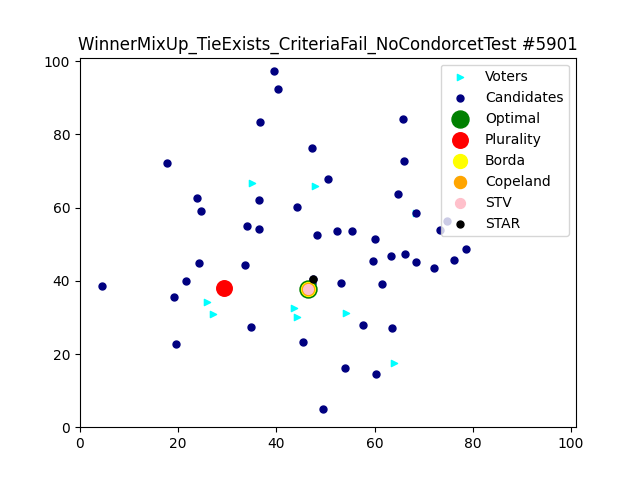 WinnerMixUp_TieExists_CriteriaFail_NoCondorcetTest #5901
100
80
60
40
20
0
0 20 40 60 80 100
Voters
Candidates
Optimal
Plurality
Borda
Copeland
STV
STAR